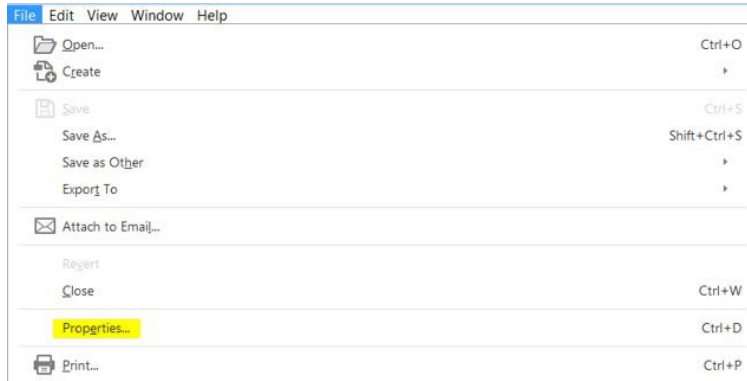 File Edit View Window Help
Open... Ctrl+O
Create
Save Ctrl+S
Save As... Shift+Ctrl+S
Save as Other
Export To
Attach to Email...
Revert
Close Ctrl+W
Properties... Ctrl+D
Print... Ctrl+P